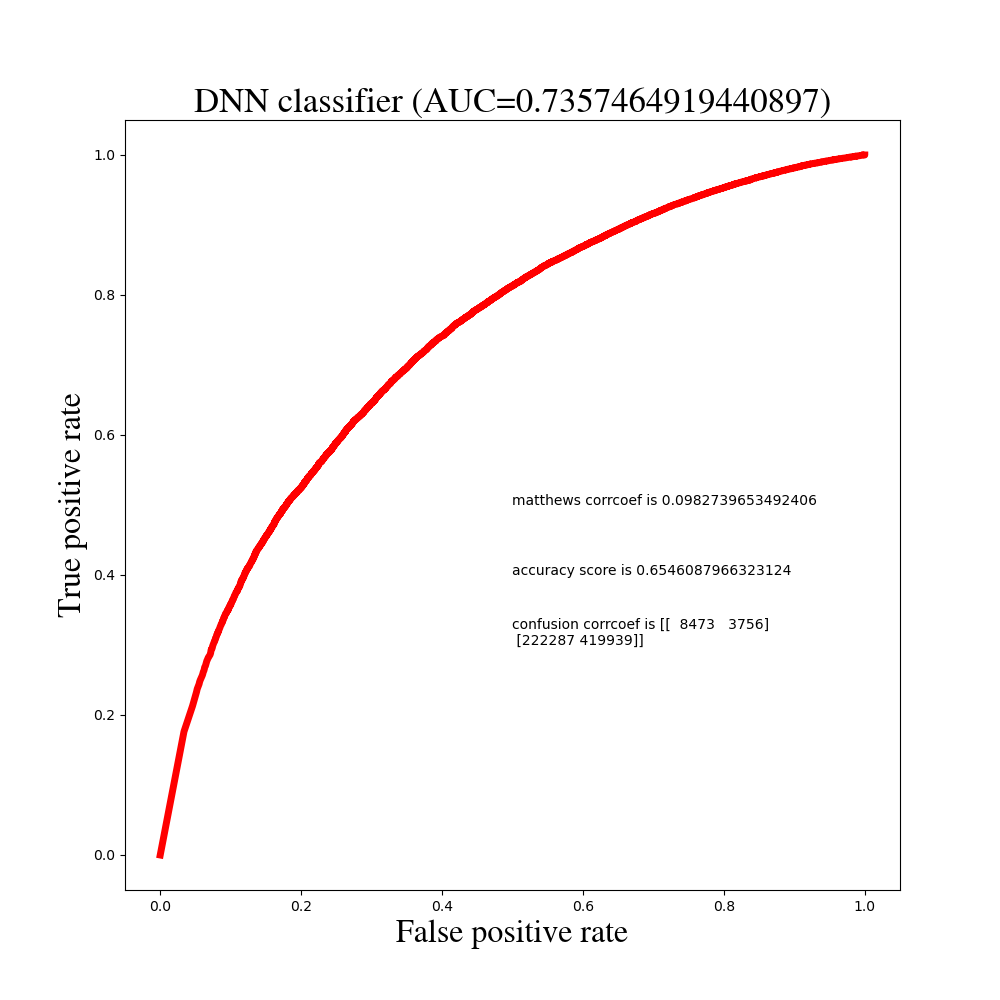 DNN classifier (AUC=0.7357464919440897)
1.0
0.8
0.6
0.4
0.2
0.0
True positive rate
matthews corrcoef is 0.0982739653492406
accuracy score is 0.6546087966323124
confusion corrcoef is [[  8473   3756]
 [222287 419939]]
0.0 0.2 0.4 0.6 0.8 1.0
False positive rate